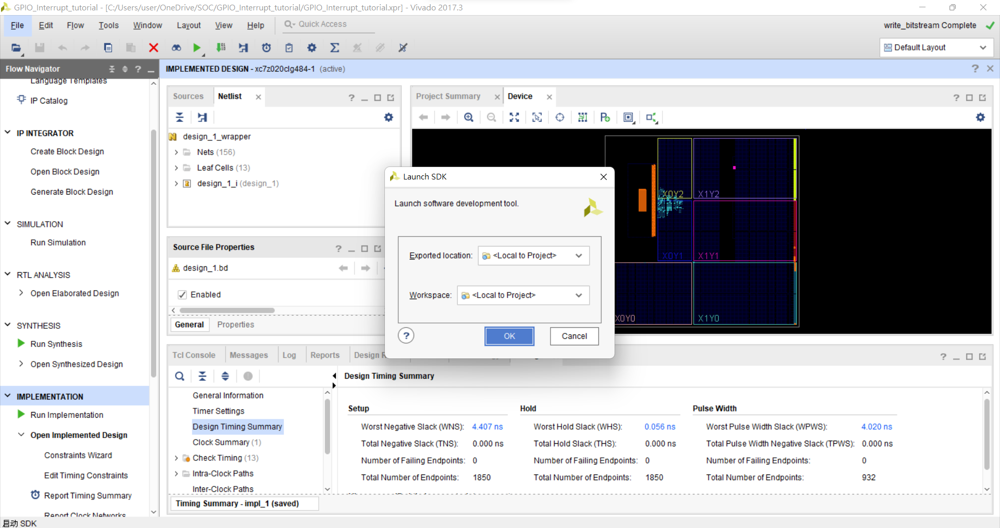 GPIO_Interrupt_tutorial - [C:/Users/user/OneDrive/SOC/GPIO_Interrupt_tutorial/GPIO_Interrupt_tutorial.xpr] - Vivado 2017.3
File Edit Flow Tools Window Layout View Help Quick Access
write_bitstream Complete
Default Layout
Flow Navigator
IMPLEMENTED DESIGN - xc7z020clg484-1 (active)
Language Templates
IP Catalog
IP INTEGRATOR
Create Block Design
Open Block Design
Generate Block Design
SIMULATION
Run Simulation
RTL ANALYSIS
Open Elaborated Design
SYNTHESIS
Run Synthesis
Open Synthesized Design
IMPLEMENTATION
Run Implementation
Open Implemented Design
Constraints Wizard
Edit Timing Constraints
Report Timing Summary
Report Clock Networks
Sources Netlist
design_1_wrapper
Nets (156)
Leaf Cells (13)
design_1_i (design_1)
Source File Properties
design_1.bd
Enabled
General Properties
Project Summary Device
X0Y2 X1Y2
X0Y1 X1Y1
X0Y0 X1Y0
Launch SDK
Launch software development tool.
Exported location: <Local to Project>
Workspace: <Local to Project>
? OK Cancel
Tcl Console Messages Log Reports Design
General Information
Timer Settings
Design Timing Summary
Clock Summary (1)
Check Timing (13)
Intra-Clock Paths
Inter-Clock Paths
Design Timing Summary
Setup Hold Pulse Width
Worst Negative Slack (WNS): 4.407 ns Worst Hold Slack (WHS): 0.056 ns Worst Pulse Width Slack (WPWS): 4.020 ns
Total Negative Slack (TNS): 0.000 ns Total Hold Slack (THS): 0.000 ns Total Pulse Width Negative Slack (TPWS): 0.000 ns
Number of Failing Endpoints: 0 Number of Failing Endpoints: 0 Number of Failing Endpoints: 0
Total Number of Endpoints: 1850 Total Number of Endpoints: 1850 Total Number of Endpoints: 932
Timing Summary - impl_1 (saved)
启动 SDK